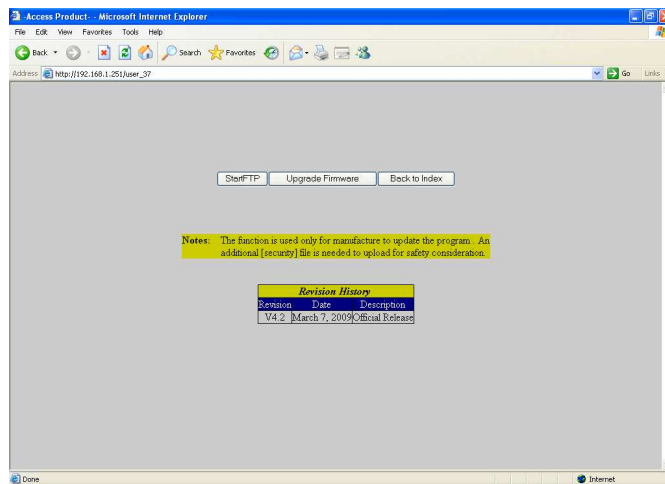 -Access Product- - Microsoft Internet Explorer
File Edit View Favorites Tools Help
Back Search Favorites
Address http://192.168.1.251/user_37 Go Links
StartFTP Upgrade Firmware Back to Index
Notes: The function is used only for manufacture to update the program . An
additional [security] file is needed to upload for safety consideration.
Revision History
Revision Date Description
V4.2 March 7, 2009 Official Release
Done Internet